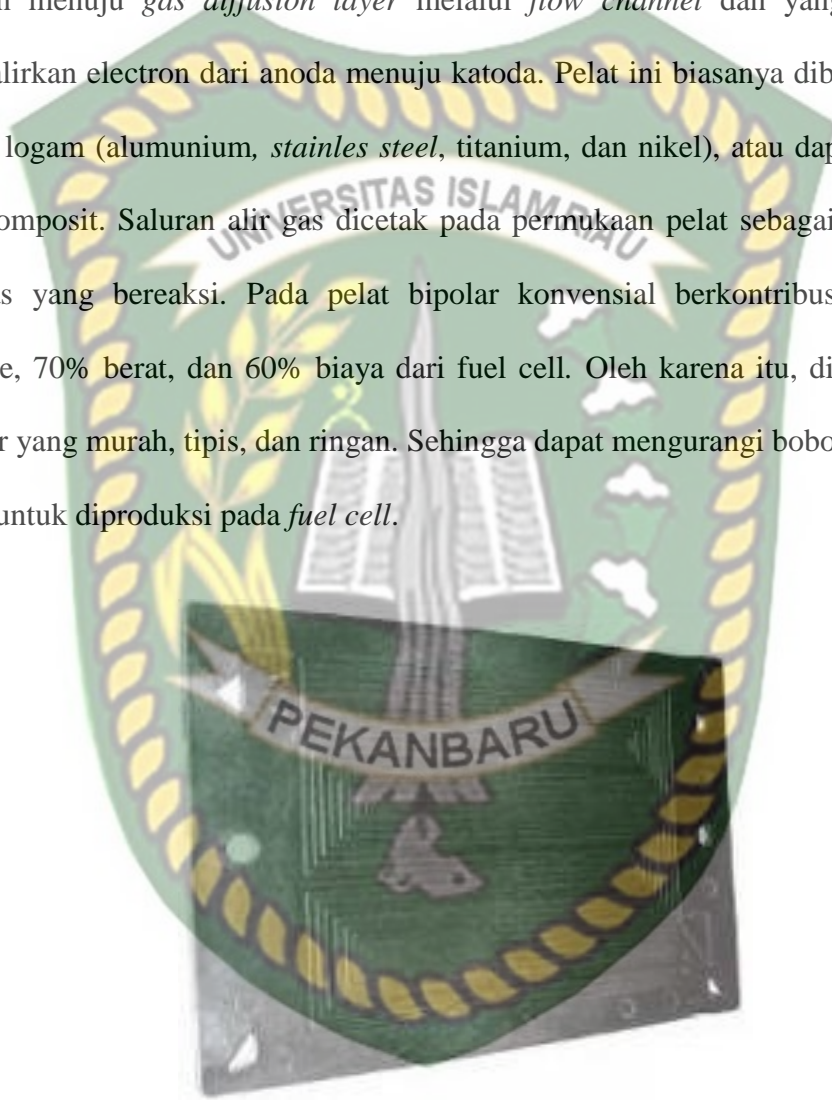 menuju gas diffusion layer melalui flow channel dan yang
alirkan electron dari anoda menuju katoda. Pelat ini biasanya dib
logam (alumunium, stainles steel, titanium, dan nikel), atau dap
omposit. Saluran alir gas dicetak pada permukaan pelat sebagai
s yang bereaksi. Pada pelat bipolar konvensial berkontribus
e, 70% berat, dan 60% biaya dari fuel cell. Oleh karena itu, di
r yang murah, tipis, dan ringan. Sehingga dapat mengurangi bobo
untuk diproduksi pada fuel cell.
UNIVERSITAS ISLAM RIAU
PEKANBARU